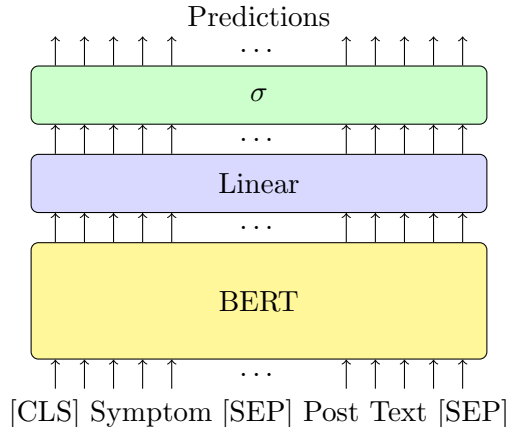 Predictions
...
σ
...
Linear
...
BERT
...
[CLS] Symptom [SEP] Post Text [SEP]